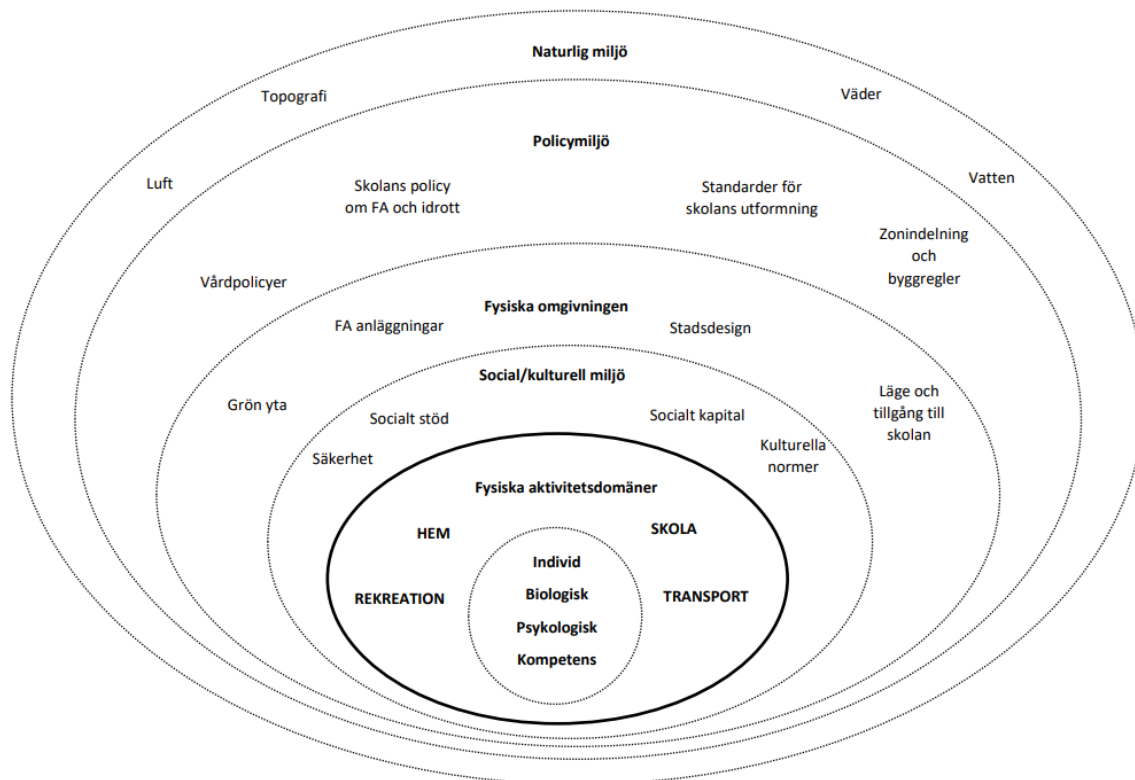 Naturlig miljö
Topografi
Väder
Policymiljö
Luft
Vatten
Skolans policy
om FA och idrott
Standarder för
skolans utformning
Zonindelning
och
byggregler
Vårdpolicyer
Fysiska omgivningen
FA anläggningar
Stadsdesign
Social/kulturell miljö
Grön yta
Läge och
tillgång till
skolan
Socialt stöd
Socialt kapital
Säkerhet
Kulturella
normer
Fysiska aktivitetsdomäner
HEM
SKOLA
Individ
REKREATION
Biologisk
TRANSPORT
Psykologisk
Kompetens